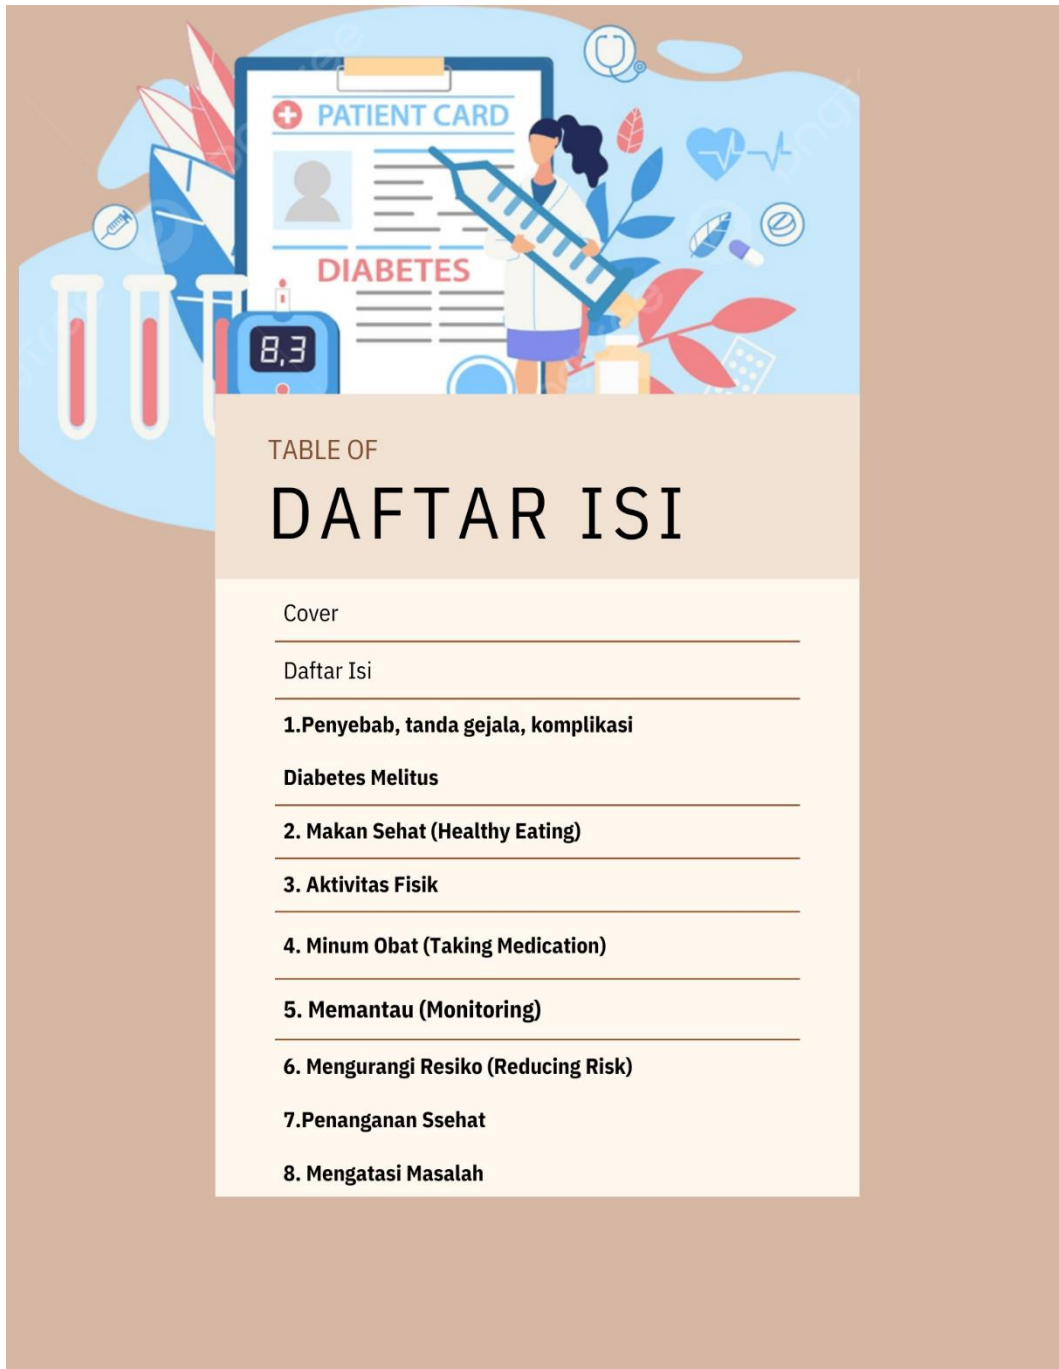 PATIENT CARD
DIABETES
8,3
TABLE OF
DAFTAR ISI
Cover
Daftar Isi
1.Penyebab, tanda gejala, komplikasi
Diabetes Melitus
2. Makan Sehat (Healthy Eating)
3. Aktivitas Fisik
4. Minum Obat (Taking Medication)
5. Memantau (Monitoring)
6. Mengurangi Resiko (Reducing Risk)
7.Penanganan Ssehat
8. Mengatasi Masalah